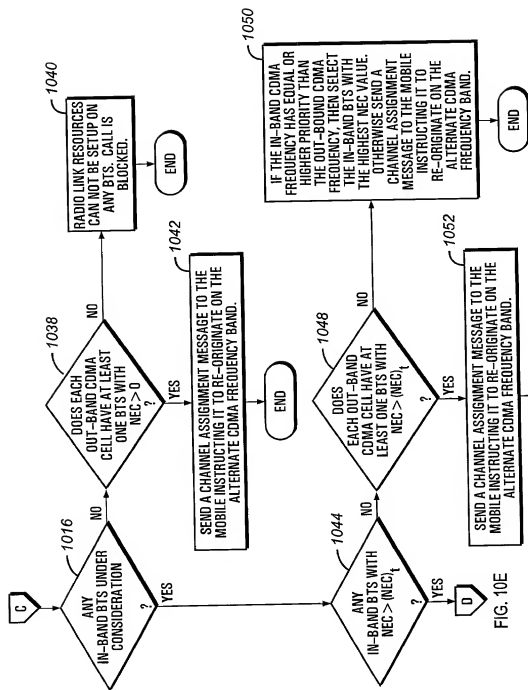 C
1016
ANY
IN-BAND BTS UNDER
CONSIDERATION
?
NO
YES
1038
DOES EACH
OUT-BAND CDMA
CELL HAVE AT LEAST
ONE BTS WITH
NEC > 0
?
NO
YES
1040
RADIO LINK RESOURCES
CAN NOT BE SETUP ON
ANY BTS. CALL IS
BLOCKED.
END
1042
SEND A CHANNEL ASSIGNMENT MESSAGE TO THE
MOBILE INSTRUCTING IT TO RE-ORIGINATE ON THE
ALTERNATE CDMA FREQUENCY BAND.
END
1044
ANY
IN-BAND BTS WITH
NEC > (NEC)t
?
NO
YES
D
1048
DOES
EACH OUT-BAND
CDMA CELL HAVE AT
LEAST ONE BTS WITH
NEC > (NEC)t
?
NO
YES
1050
IF THE IN-BAND CDMA
FREQUENCY HAS EQUAL OR
HIGHER PRIORITY THAN
THE OUT-BOUND CDMA
FREQUENCY, THEN SELECT
THE IN-BAND BTS WITH
THE HIGHEST NEC VALUE.
OTHERWISE SEND A
CHANNEL ASSIGNMENT
MESSAGE TO THE MOBILE
INSTRUCTING IT TO
RE-ORIGINATE ON THE
ALTERNATE CDMA
FREQUENCY BAND.
END
1052
SEND A CHANNEL ASSIGNMENT MESSAGE TO THE
MOBILE INSTRUCTING IT TO RE-ORIGINATE ON THE
ALTERNATE CDMA FREQUENCY BAND.
FIG. 10E